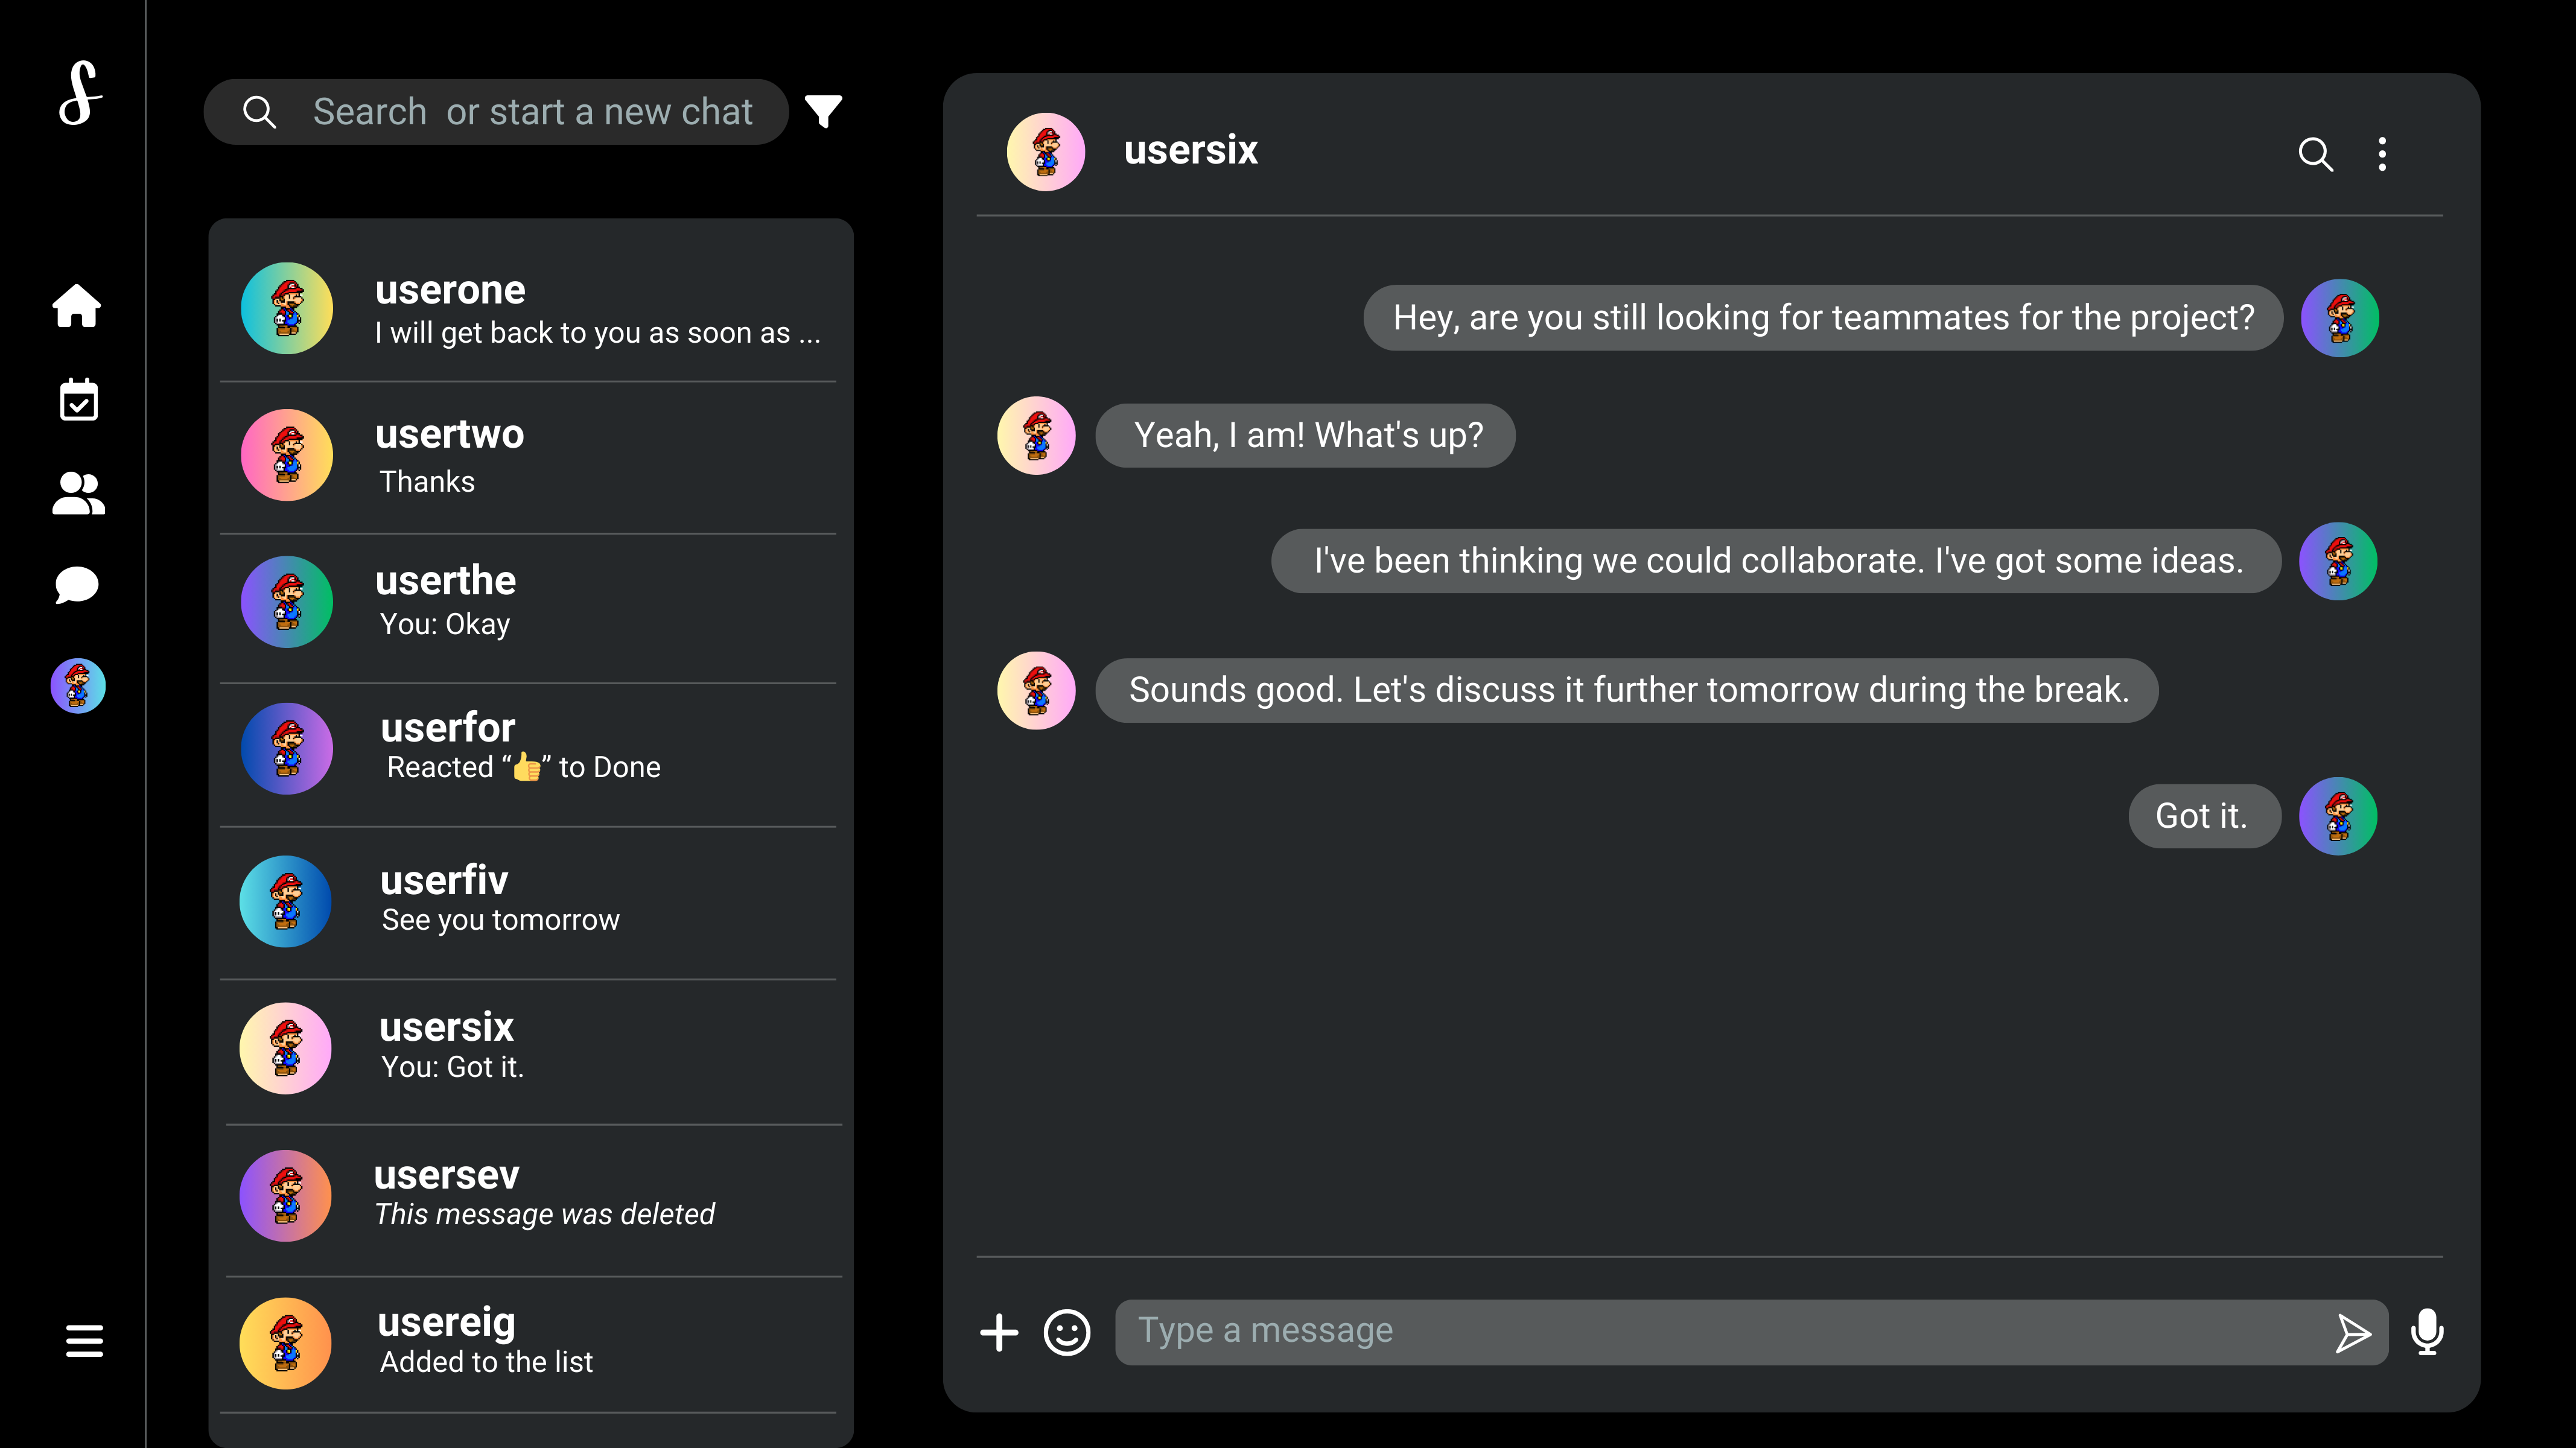 Search or start a new chat
userone
I will get back to you as soon as ...
usertwo
Thanks
userthe
You: Okay
userfor
Reacted “👍” to Done
userfiv
See you tomorrow
usersix
You: Got it.
usersev
This message was deleted
usereig
Added to the list
usersix
Hey, are you still looking for teammates for the project?
Yeah, I am! What's up?
I've been thinking we could collaborate. I've got some ideas.
Sounds good. Let's discuss it further tomorrow during the break.
Got it.
Type a message